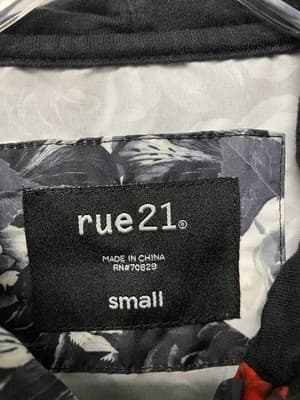 rue21®
MADE IN CHINA
RN#70829
small